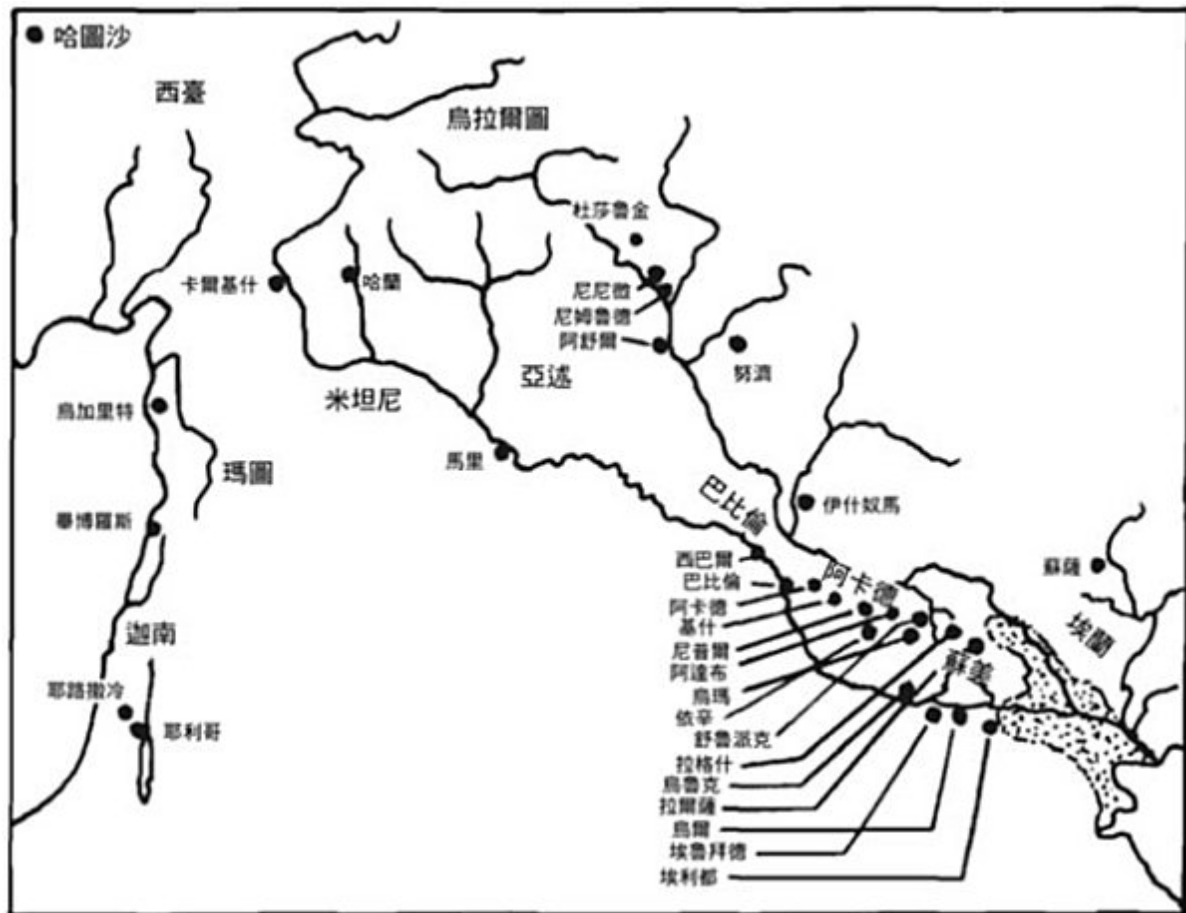 哈圖沙
西臺
烏拉爾圖
杜莎魯金
卡爾基什
哈蘭
尼尼微
尼姆魯德
阿舒爾
努濟
亞述
米坦尼
烏加里特
馬里
瑪圖
巴比倫
伊什奴馬
畢博羅斯
西巴爾
蘇薩
巴比倫
阿卡德
阿卡德
基什
埃蘭
迦南
尼普爾
阿達布
蘇美
烏瑪
耶路撒冷
依辛
耶利哥
舒魯派克
拉格什
烏魯克
拉爾薩
烏爾
埃魯拜德
埃利都